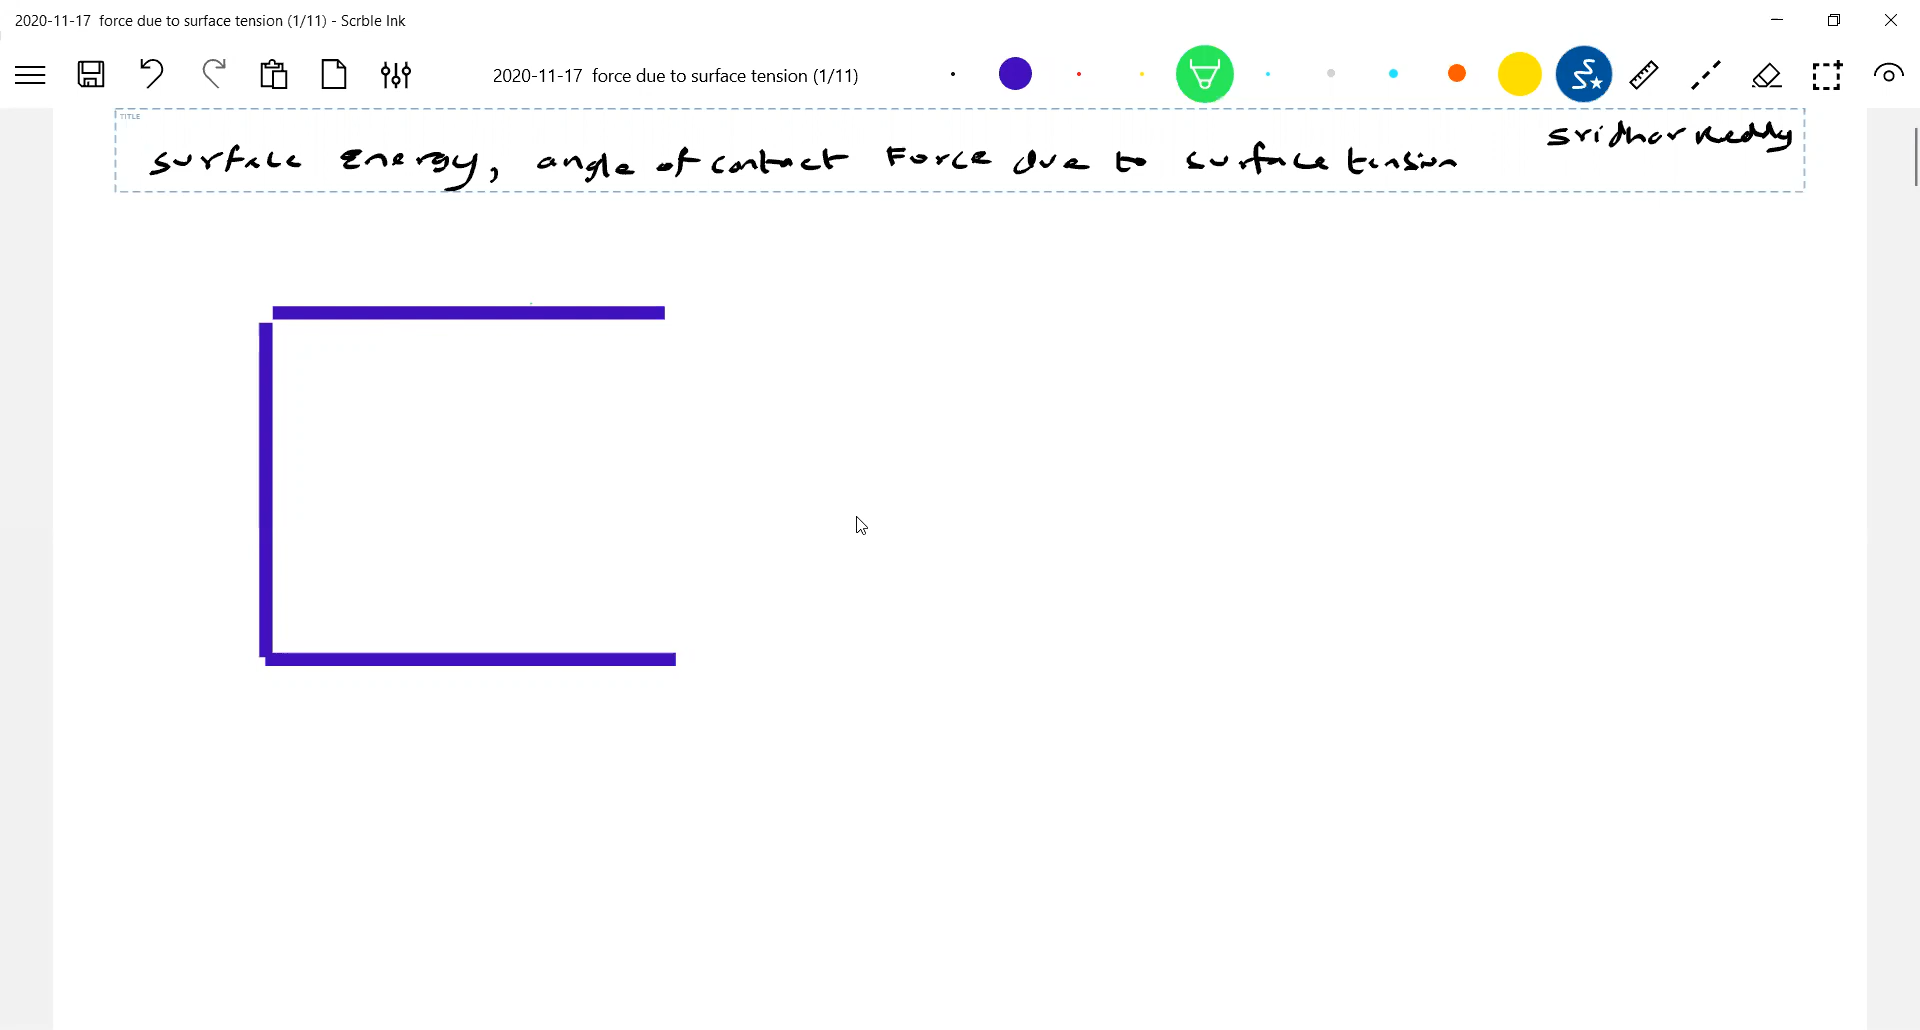 2020-11-17 force due to surface tension (1/11) - Scrble Ink
2020-11-17 force due to surface tension (1/11)
TITLE
Sridhar Reddy
surface Energy, angle of contact Force due to surface tension